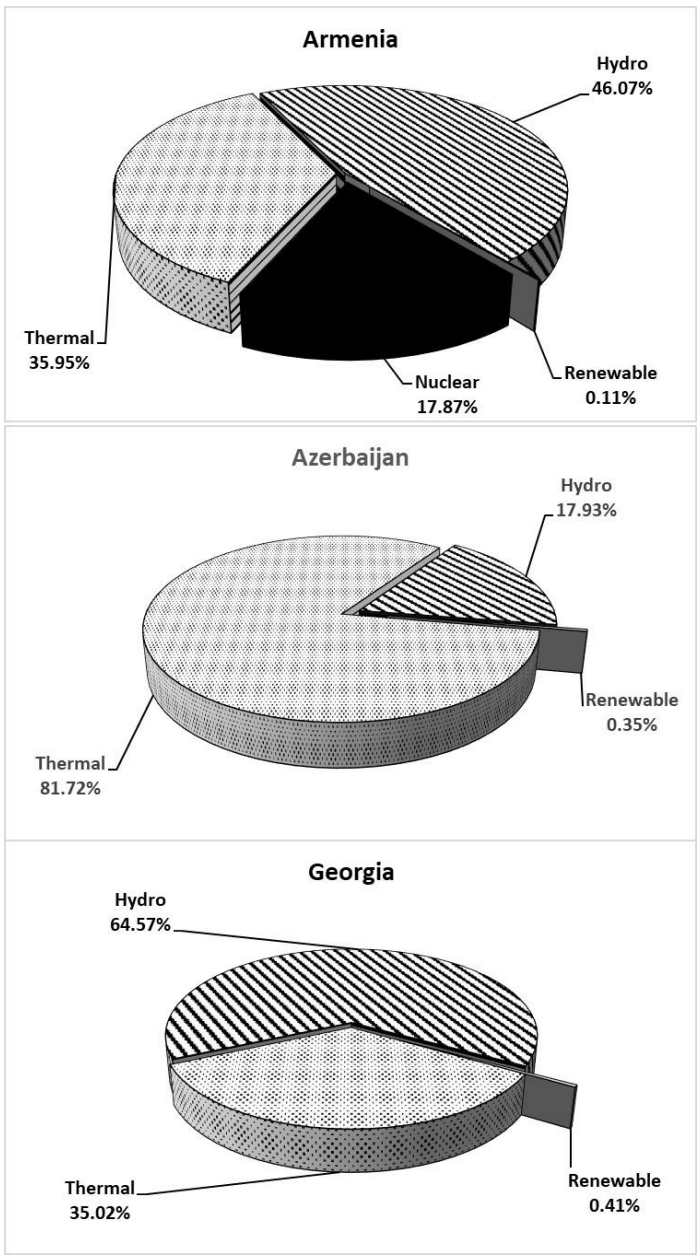 Armenia
Hydro
46.07%
Thermal
35.95%
Nuclear
17.87%
Renewable
0.11%
Azerbaijan
Hydro
17.93%
Renewable
0.35%
Thermal
81.72%
Georgia
Hydro
64.57%
Thermal
35.02%
Renewable
0.41%